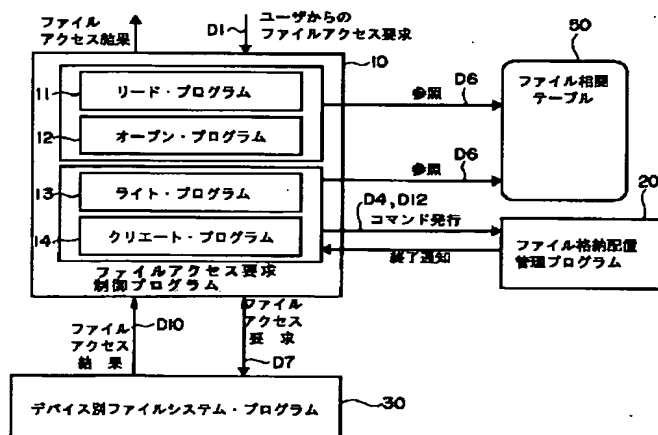 ファイル
アクセス結果
D1
ユーザからの
ファイルアクセス要求
10
11
リード・プログラム
12
オープン・プログラム
13
ライト・プログラム
14
クリエート・プログラム
ファイルアクセス要求
制御プログラム
参照
D6
参照
D6
50
ファイル相関
テーブル
D4, D12
コマンド発行
終了通知
20
ファイル格納配置
管理プログラム
ファイル
アクセス
結果
D10
ファイル
アクセス
要求
D7
デバイス別ファイルシステム・プログラム
30